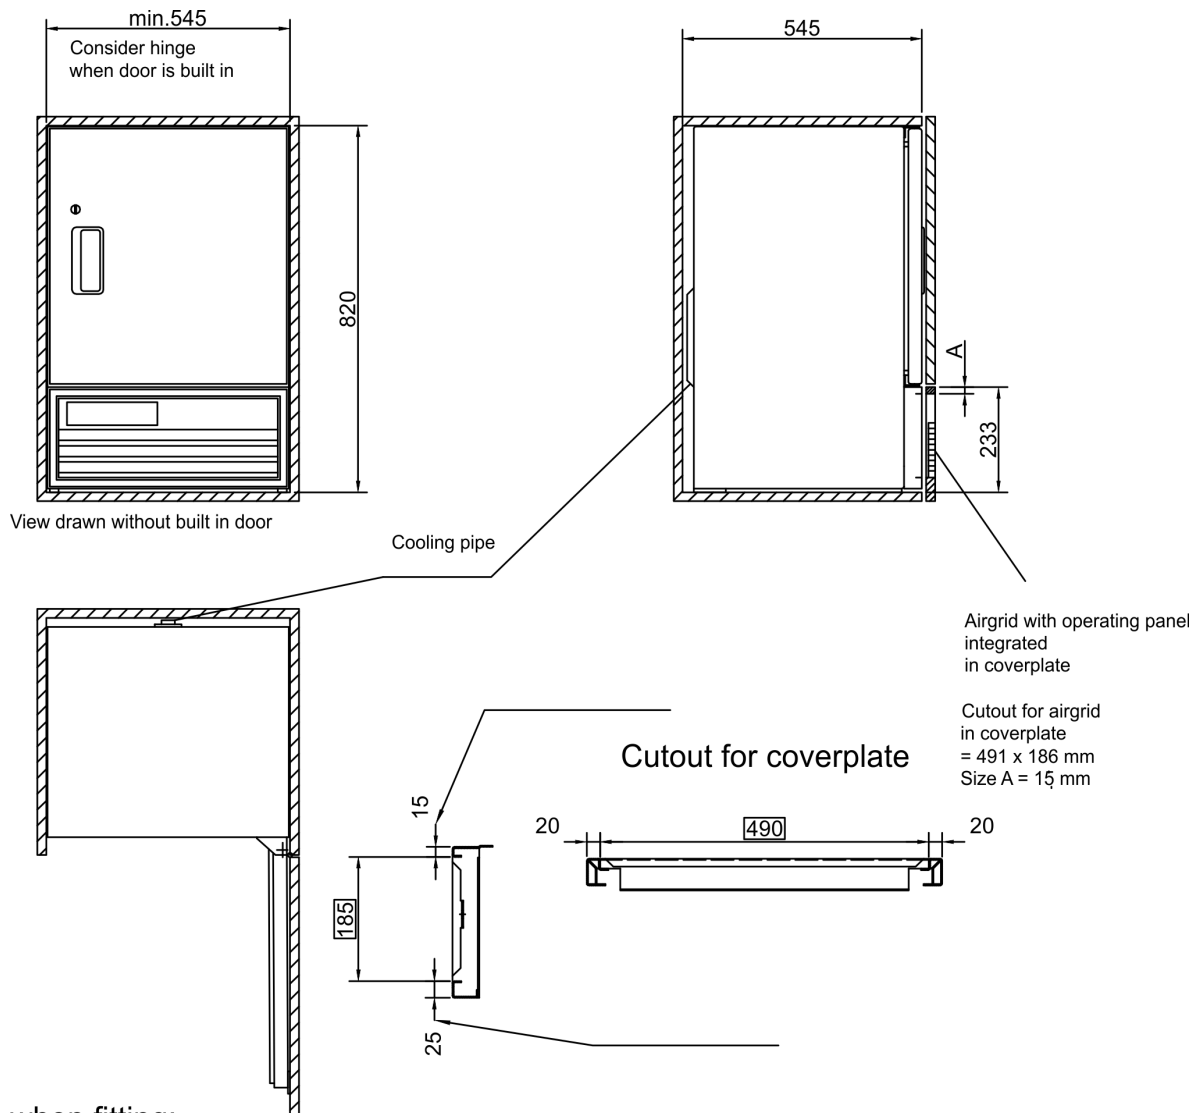 min.545
Consider hinge
when door is built in
545
820
A
233
View drawn without built in door
Cooling pipe
Airgrid with operating panel
integrated
in coverplate
Cutout for airgrid
in coverplate
= 491 x 186 mm
Size A = 15 mm
Cutout for coverplate
15
20
490
20
185
25
when fitting: